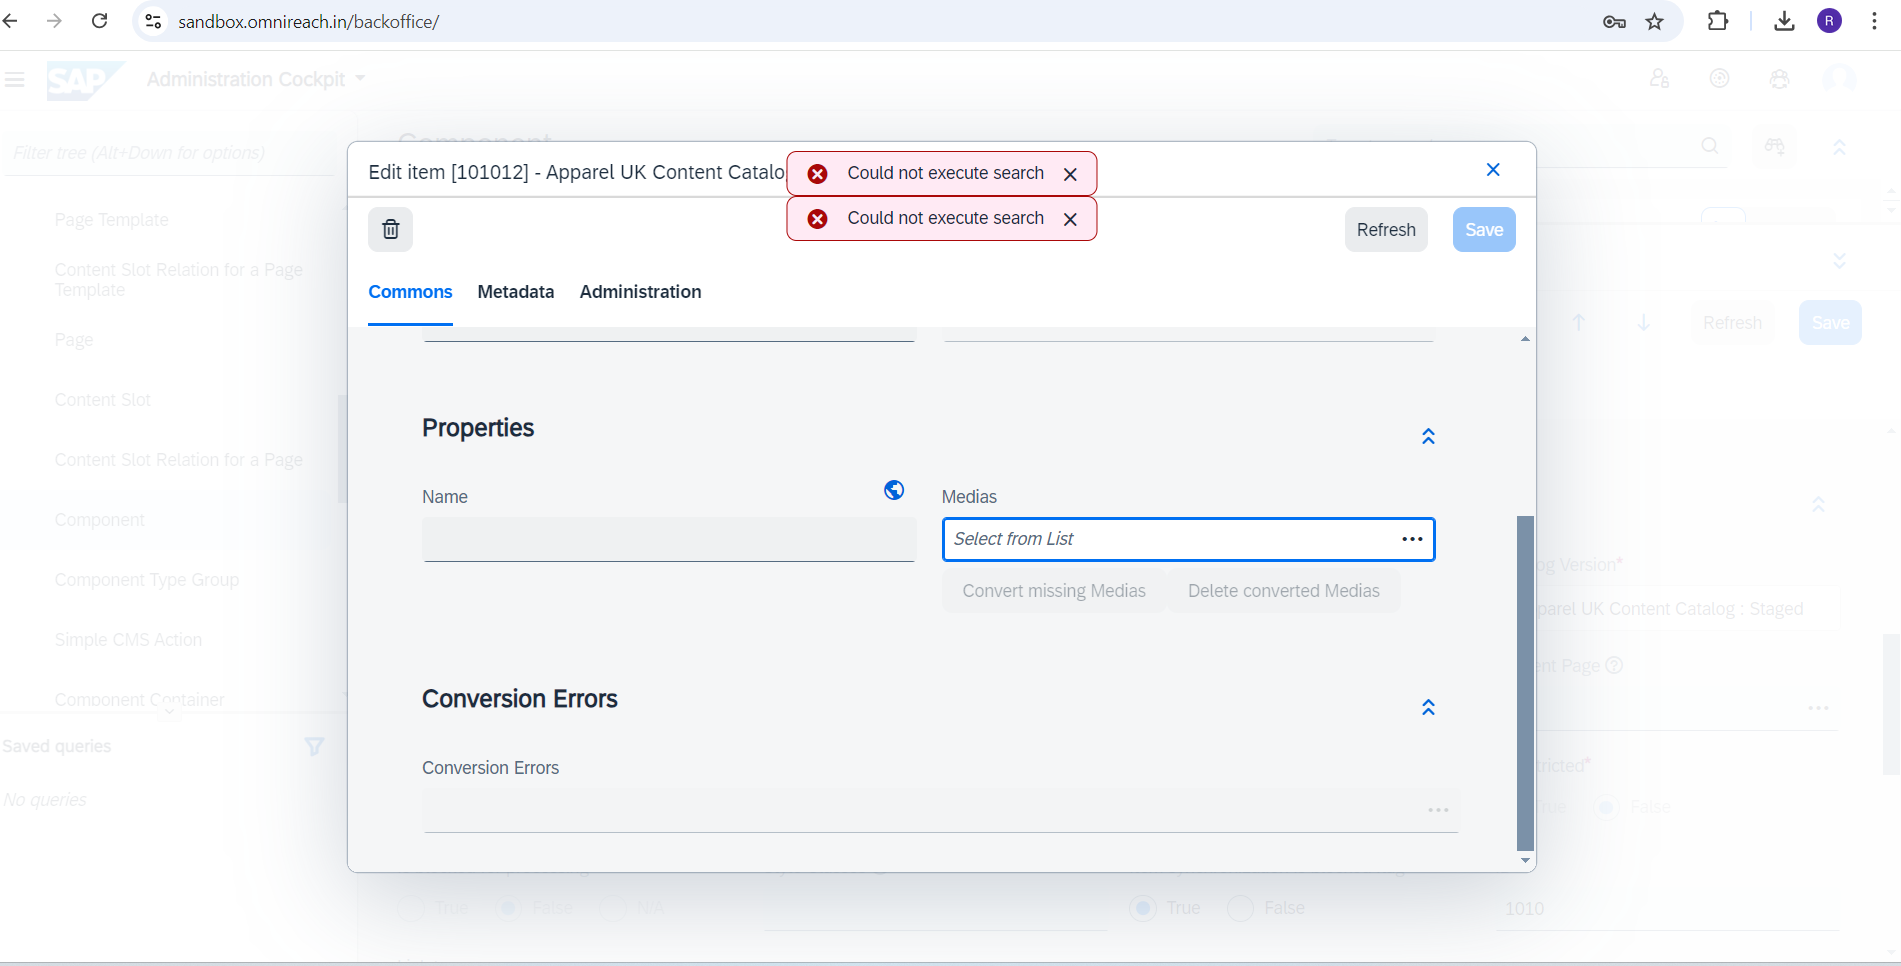 sandbox.omnireach.in/backoffice/
R
SAP
Administration Cockpit
Component
Filter tree (Alt+Down for options)
Edit item [101012] - Apparel UK Content Catalo
Could not execute search
Could not execute search
Refresh
Save
Commons
Metadata
Administration
Page Template
Content Slot Relation for a Page
Template
Page
Content Slot
Content Slot Relation for a Page
Component
Component Type Group
Simple CMS Action
Component Container
Saved queries
No queries
Refresh
Save
Properties
Name
Medias
Select from List
Convert missing Medias
Delete converted Medias
Conversion Errors
Conversion Errors
og Version*
parel UK Content Catalog : Staged
ent Page
tricted*
True
False
True
False
N/A
True
False
1010